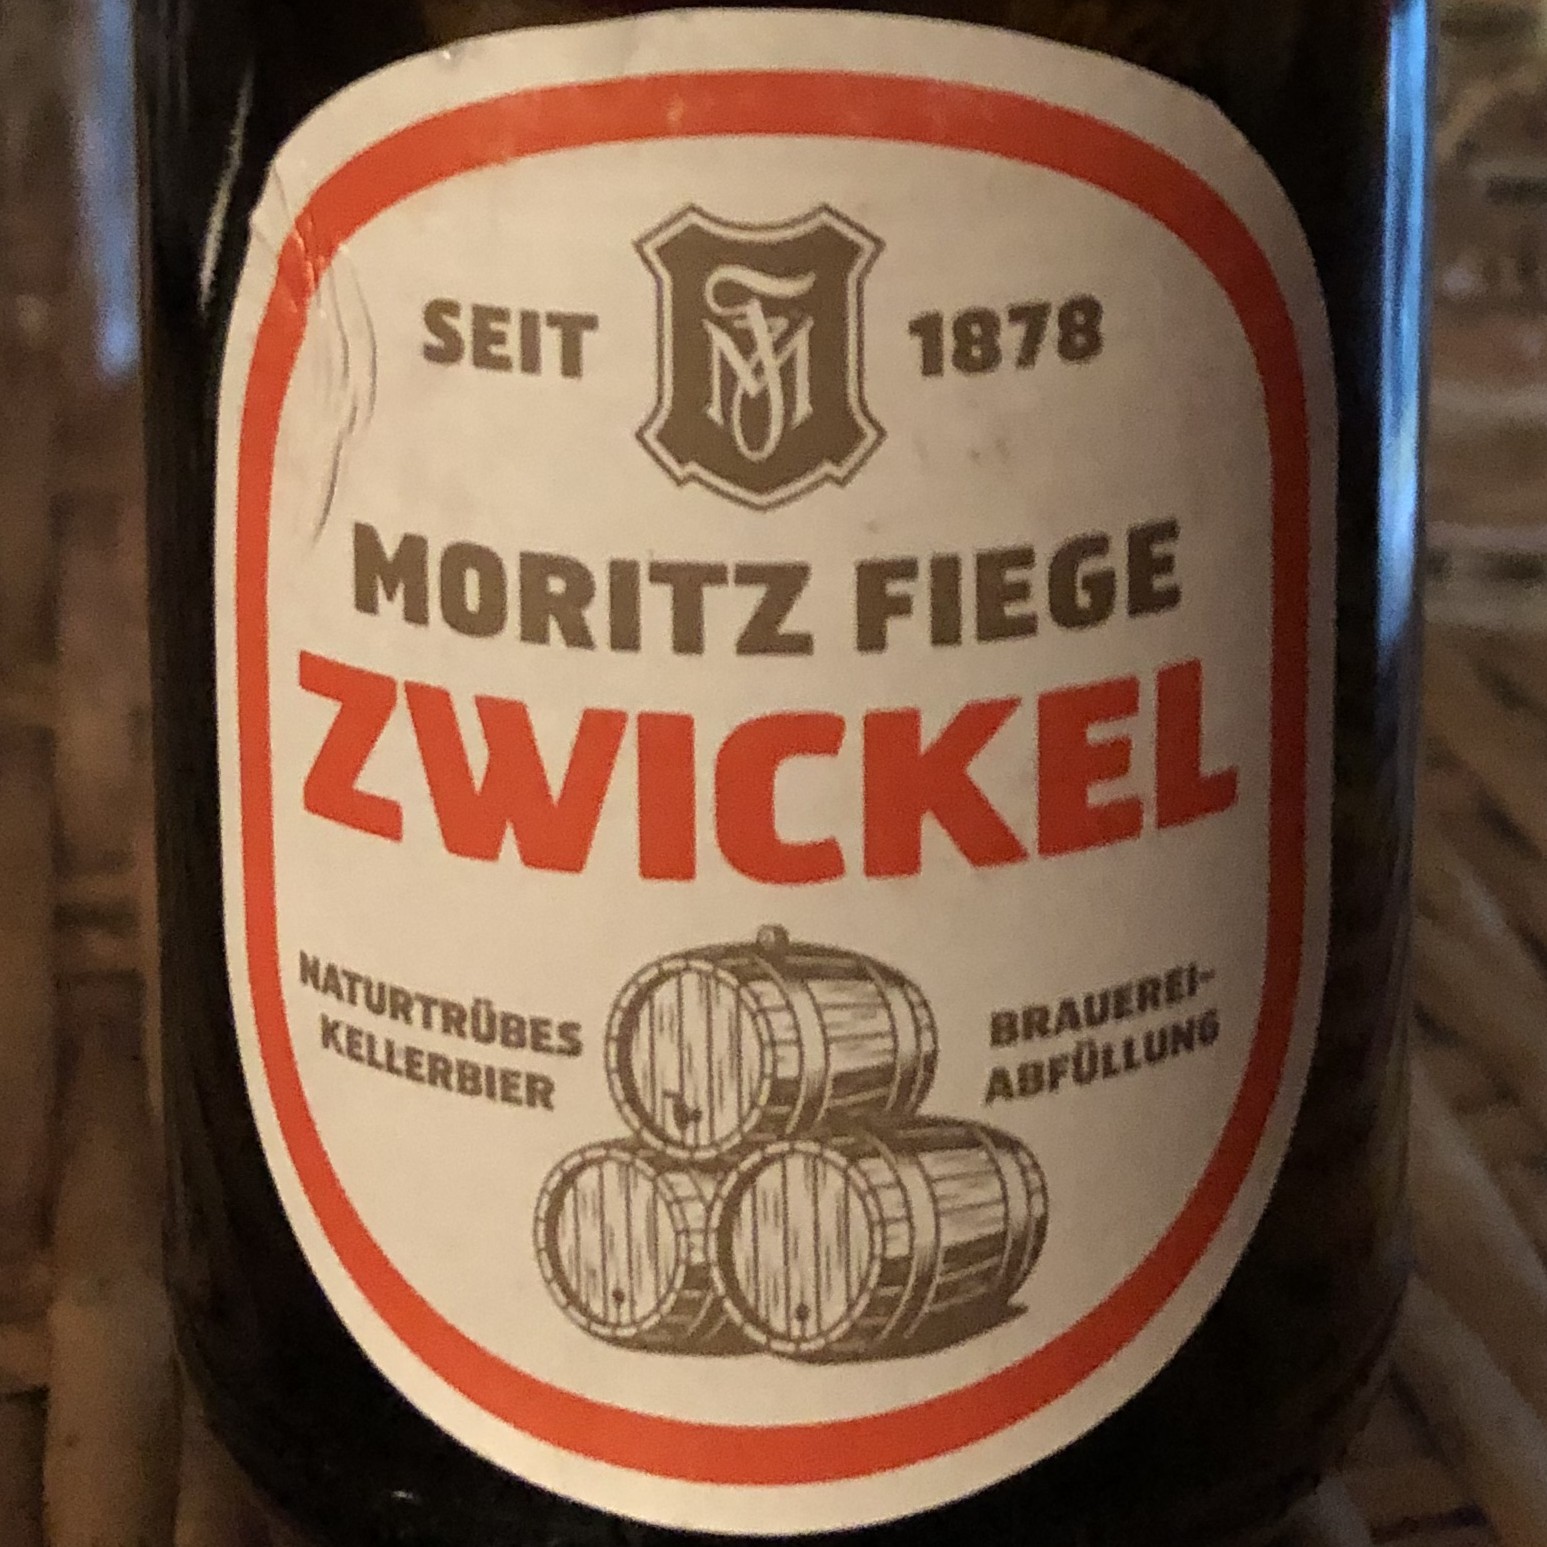 SEIT 1878
MORITZ FIEGE
ZWICKEL
NATURTRÜBES
KELLERBIER
BRAUEREI-
ABFÜLLUNG